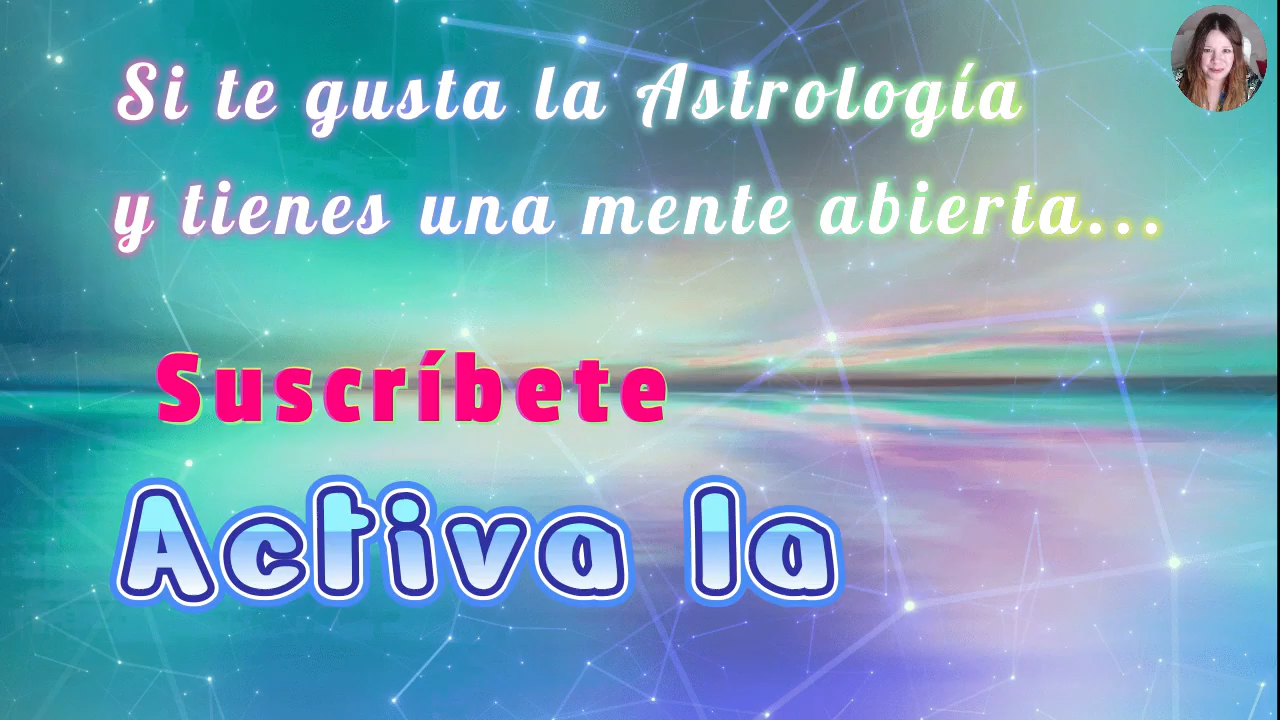 Si te gusta la Astrología
y tienes una mente abierta...
Suscríbete
Activa la